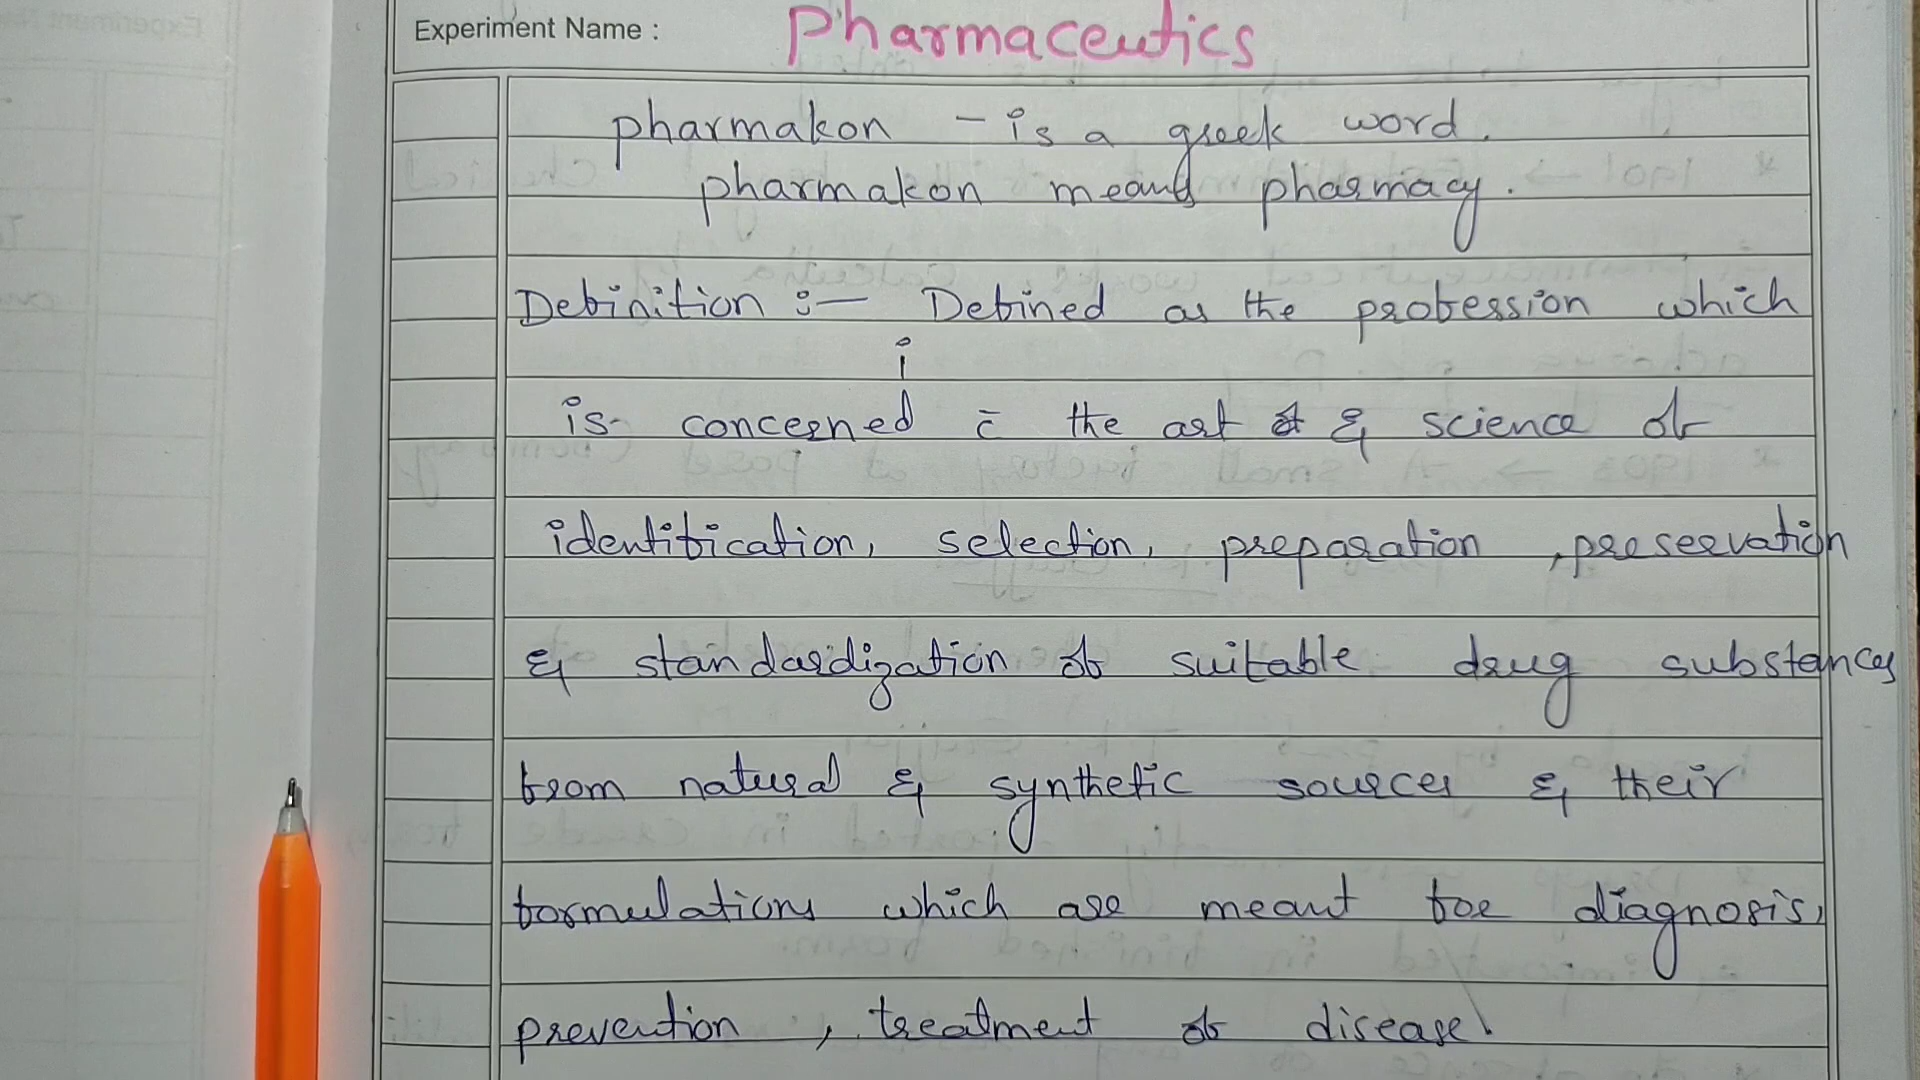 Experiment Name : Pharmaceutics
pharmakon - is a greek word.
pharmakon means pharmacy.
Definition :- Defined as the profession which
i
is concerned c̄ the art & science of
identification, selection, preparation, preservation
& standardization of suitable drug substances
from natural & synthetic sources & their
formulations which are meant for diagnosis,
prevention, treatment of disease.